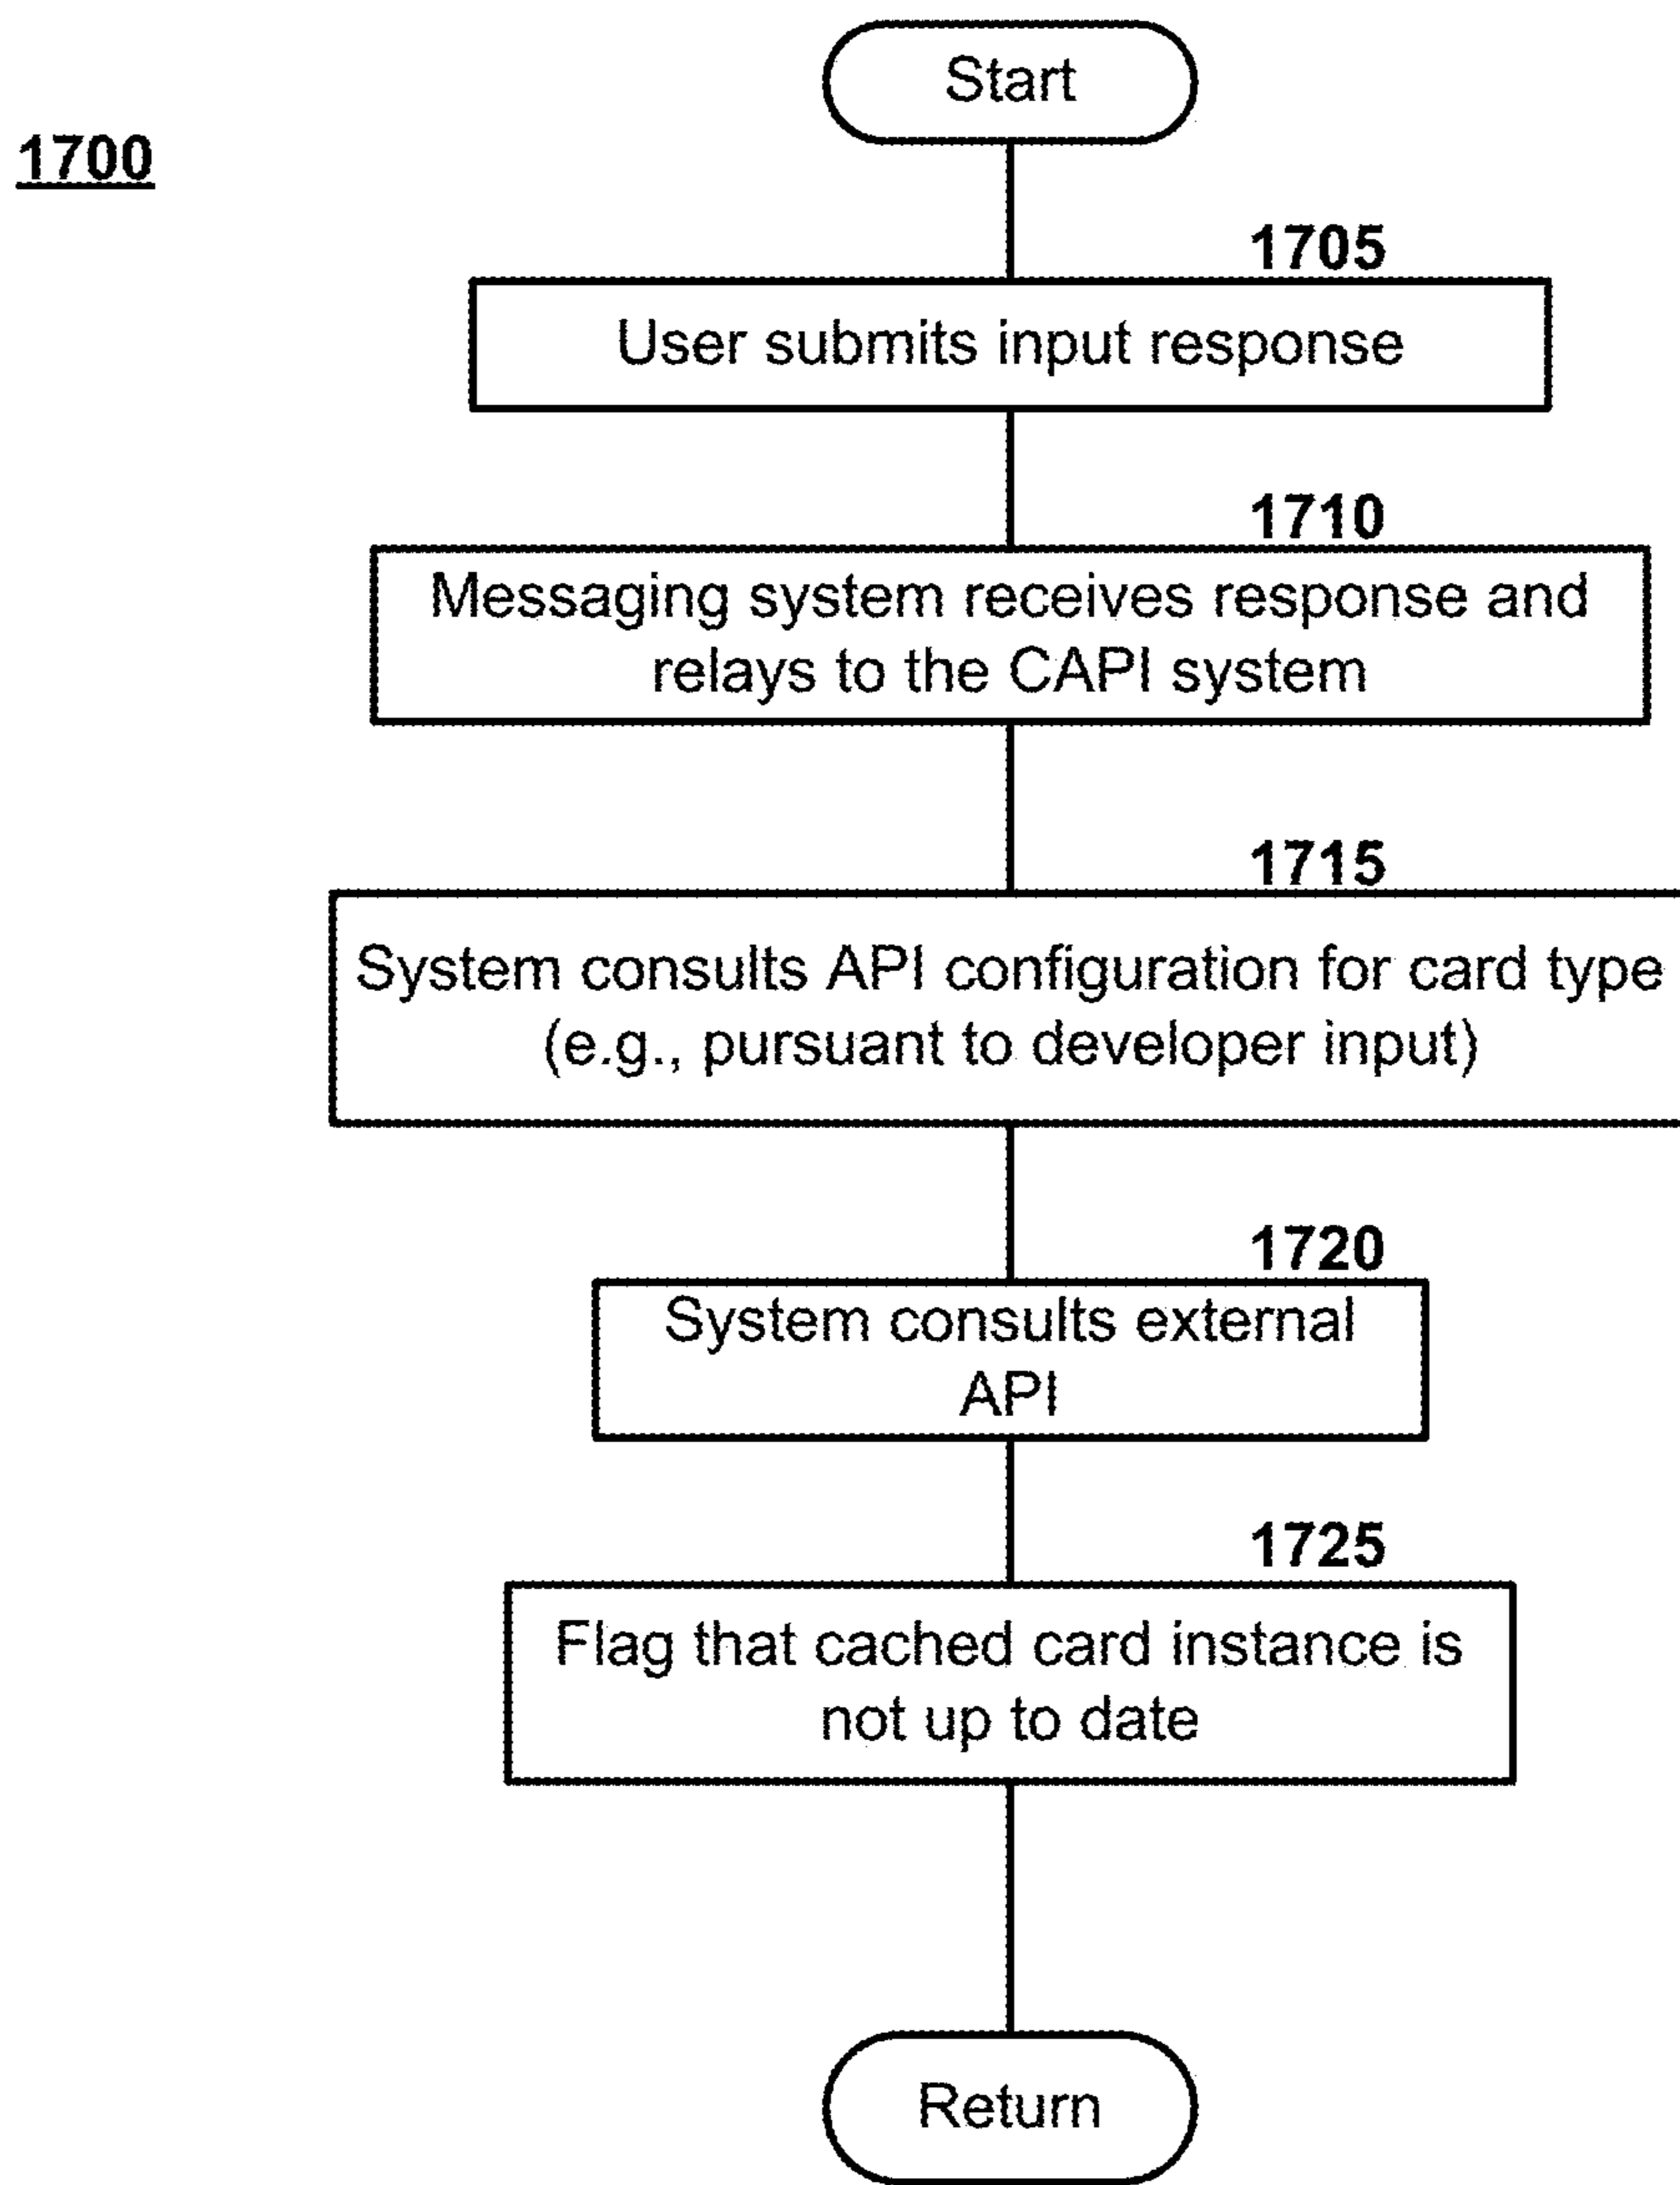 Start
1700
1705
User submits input response
1710
Messaging system receives response and
relays to the CAPI system
1715
System consults API configuration for card type
(e.g., pursuant to developer input)
1720
System consults external
API
1725
Flag that cached card instance is
not up to date
Return